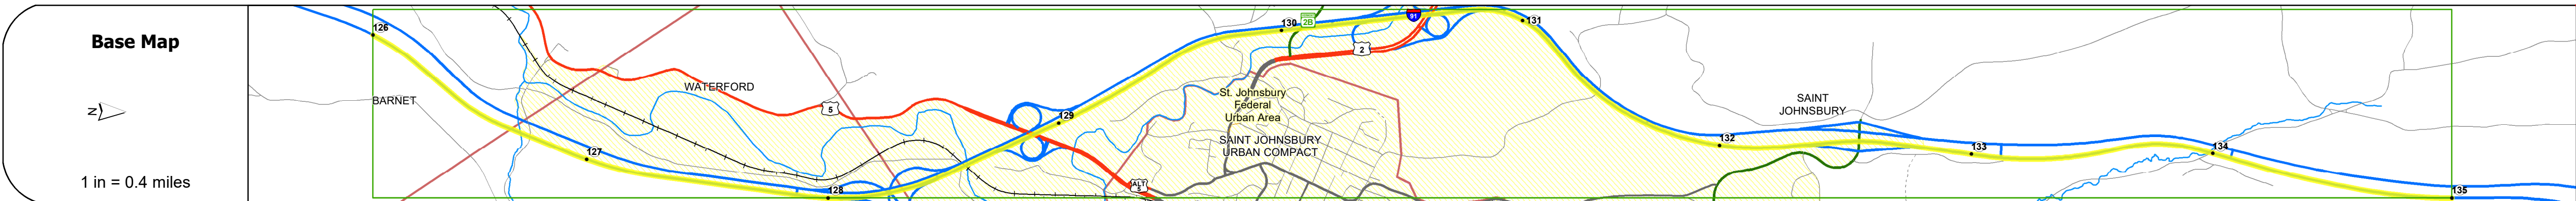 Base Map
N
1 in = 0.4 miles
126
BARNET
WATERFORD
127
5
128
129
ALT
5
130
2B
91
2
131
St. Johnsbury
Federal
Urban Area
SAINT JOHNSBURY
URBAN COMPACT
132
SAINT
JOHNSBURY
133
134
135